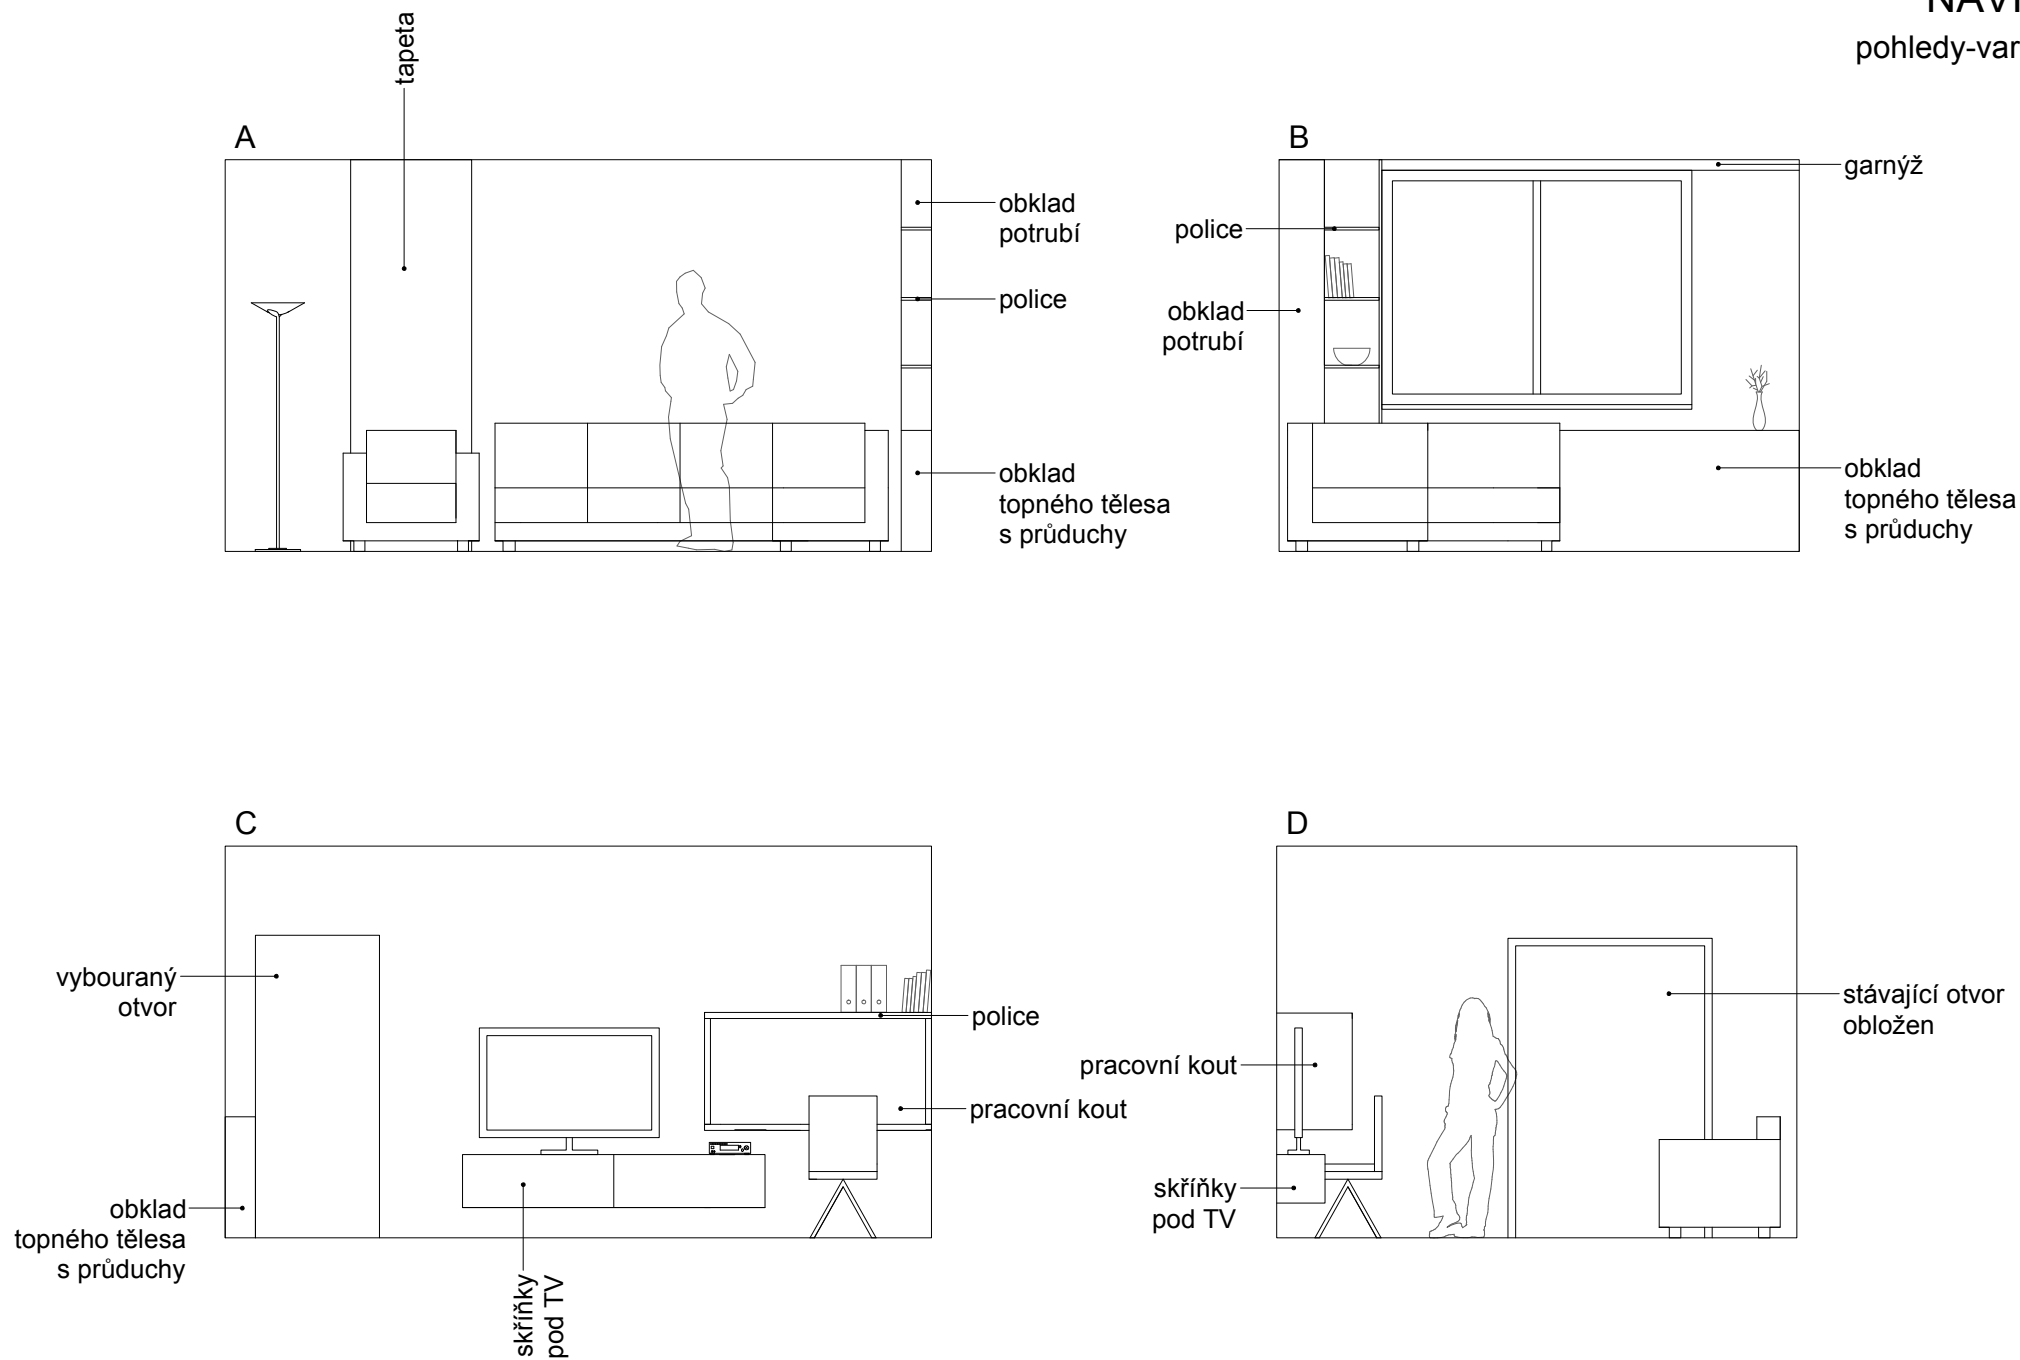 pohledy-var
tapeta
A
obklad
potrubí
police
obklad
topného tělesa
s průduchy
B
garnýž
police
obklad
potrubí
obklad
topného tělesa
s průduchy
C
vybouraný
otvor
police
pracovní kout
obklad
topného tělesa
s průduchy
skříňky
pod TV
D
stávající otvor
obložen
pracovní kout
skříňky
pod TV